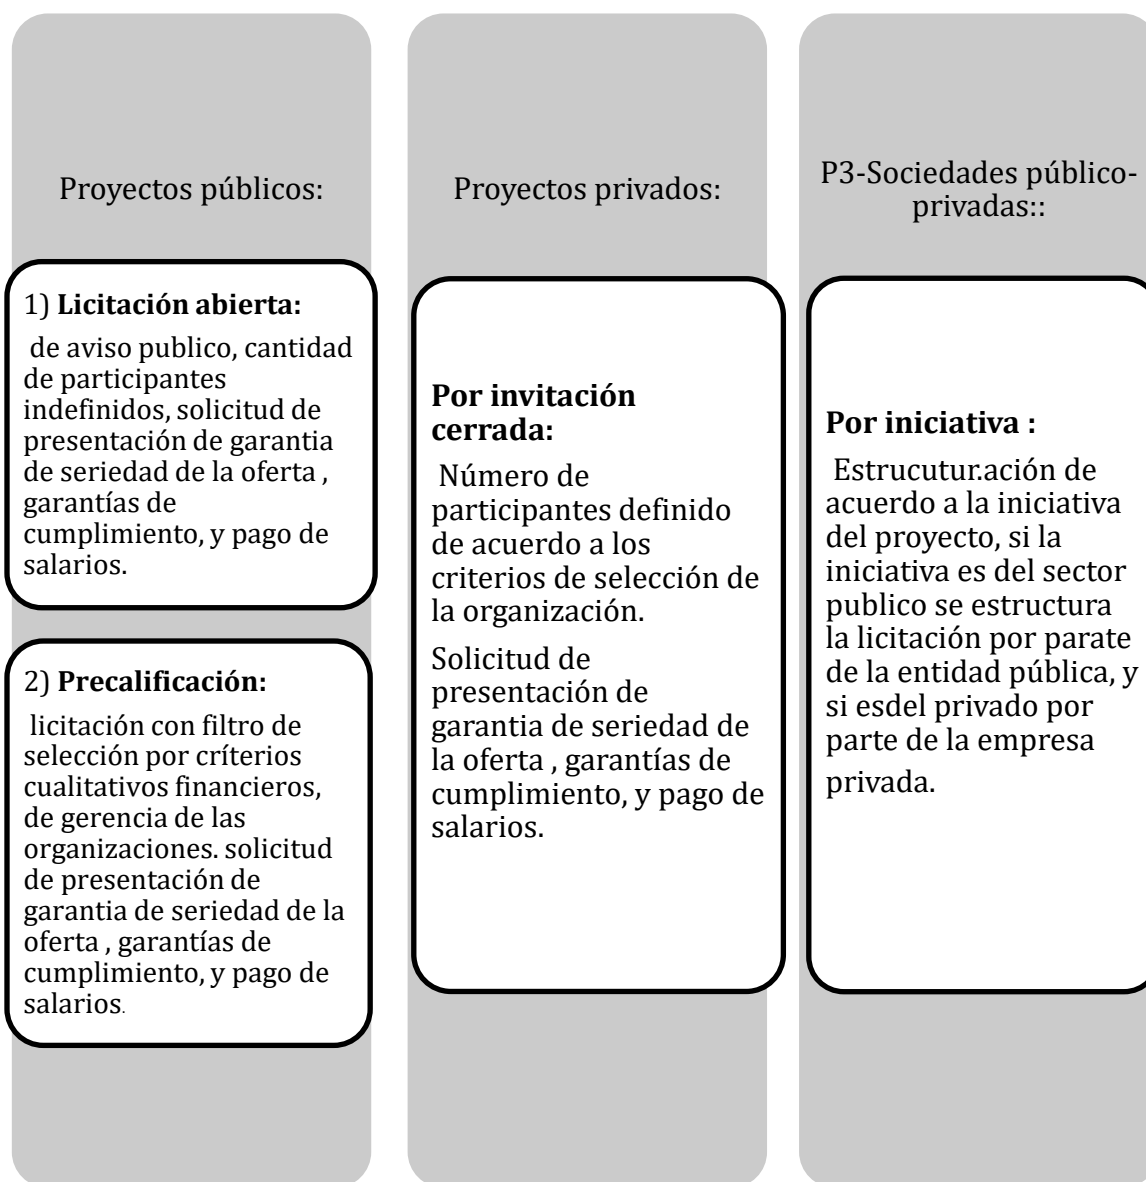 Proyectos públicos:
1) Licitación abierta:
de aviso publico, cantidad
de participantes
indefinidos, solicitud de
presentación de garantia
de seriedad de la oferta ,
garantías de
cumplimiento, y pago de
salarios.
2) Precalificación:
licitación con filtro de
selección por críterios
cualitativos financieros,
de gerencia de las
organizaciones. solicitud
de presentación de
garantia de seriedad de la
oferta , garantías de
cumplimiento, y pago de
salarios.
Proyectos privados:
Por invitación
cerrada:
Número de
participantes definido
de acuerdo a los
criterios de selección de
la organización.
Solicitud de
presentación de
garantia de seriedad de
la oferta , garantías de
cumplimiento, y pago de
salarios.
P3-Sociedades público-
privadas::
Por iniciativa :
Estrucutur.ación de
acuerdo a la iniciativa
del proyecto, si la
iniciativa es del sector
publico se estructura
la licitación por parate
de la entidad pública, y
si esdel privado por
parte de la empresa
privada.